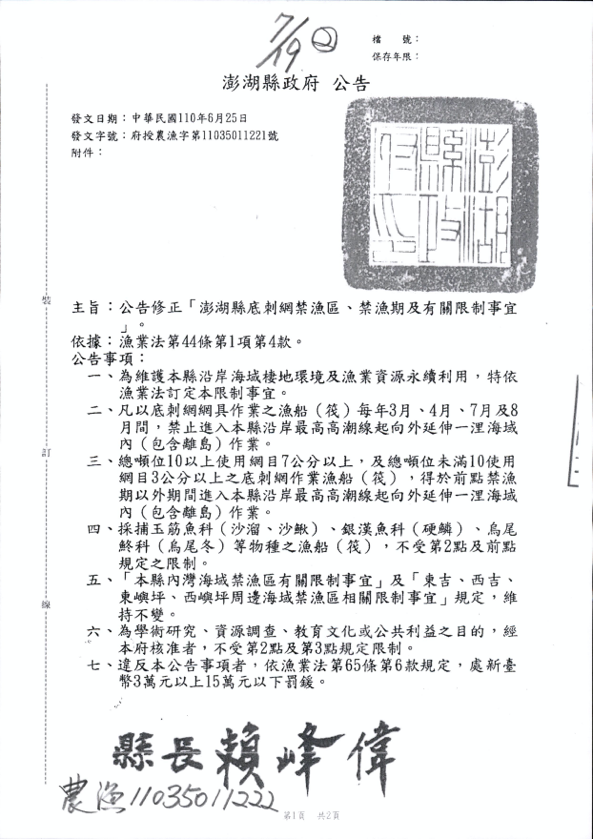 7/19 ②
檔　　號：
保存年限：
澎湖縣政府 公告
發文日期：中華民國110年6月25日
發文字號：府授農漁字第11035011221號
附件：
澎湖縣政府印
主旨：公告修正「澎湖縣底刺網禁漁區、禁漁期及有關限制事宜
」。
依據：漁業法第44條第1項第4款。
公告事項：
一、為維護本縣沿岸海域棲地環境及漁業資源永續利用，特依
漁業法訂定本限制事宜。
二、凡以底刺網網具作業之漁船（筏）每年3月、4月、7月及8
月間，禁止進入本縣沿岸最高高潮線起向外延伸一浬海域
內（包含離島）作業。
三、總噸位10以上使用網目7公分以上，及總噸位未滿10使用
網目3公分以上之底刺網作業漁船（筏），得於前點禁漁
期以外期間進入本縣沿岸最高高潮線起向外延伸一浬海域
內（包含離島）作業。
四、採捕玉筋魚科（沙溜、沙鰍）、銀漢魚科（硬鱗）、烏尾
鮗科（烏尾冬）等物種之漁船（筏），不受第2點及前點
規定之限制。
五、「本縣內灣海域禁漁區有關限制事宜」及「東吉、西吉、
東嶼坪、西嶼坪周邊海域禁漁區相關限制事宜」規定，維
持不變。
六、為學術研究、資源調查、教育文化或公共利益之目的，經
本府核准者，不受第2點及第3點規定限制。
七、違反本公告事項者，依漁業法第65條第6款規定，處新臺
幣3萬元以上15萬元以下罰鍰。
裝
訂
線
縣長賴峰偉
農漁11035011222
第1頁　共2頁